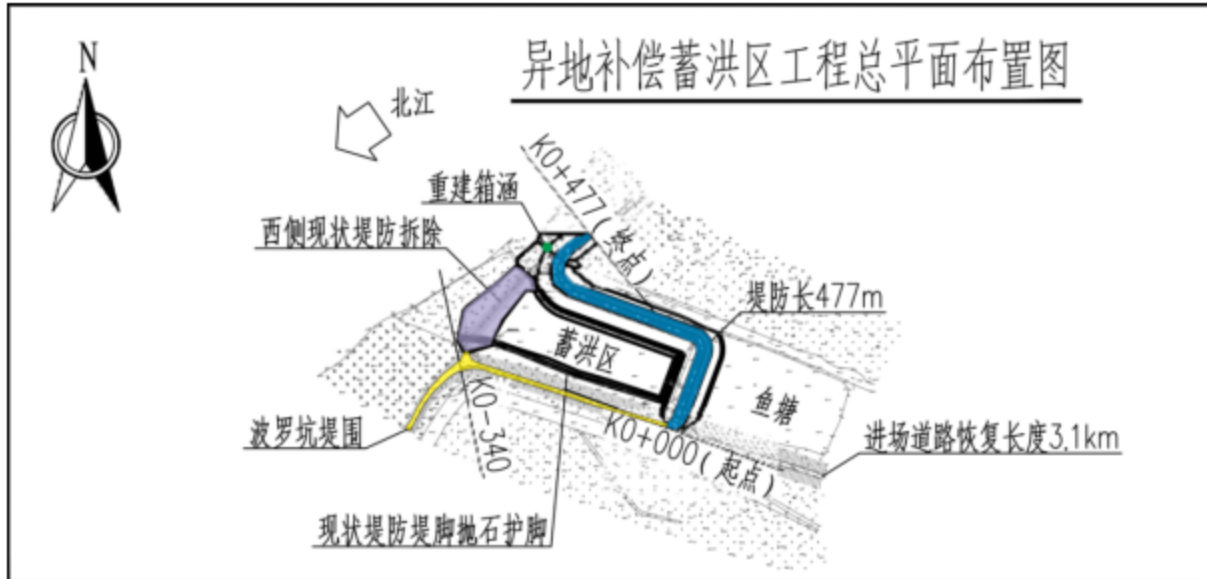 异地补偿蓄洪区工程总平面布置图
N
北江
K0+477(终点)
重建箱涵
西侧现状堤防拆除
堤防长477m
蓄洪区
鱼塘
波罗坑堤围
K0-340
K0+000(起点)
进场道路恢复长度3.1km
现状堤防堤脚抛石护脚